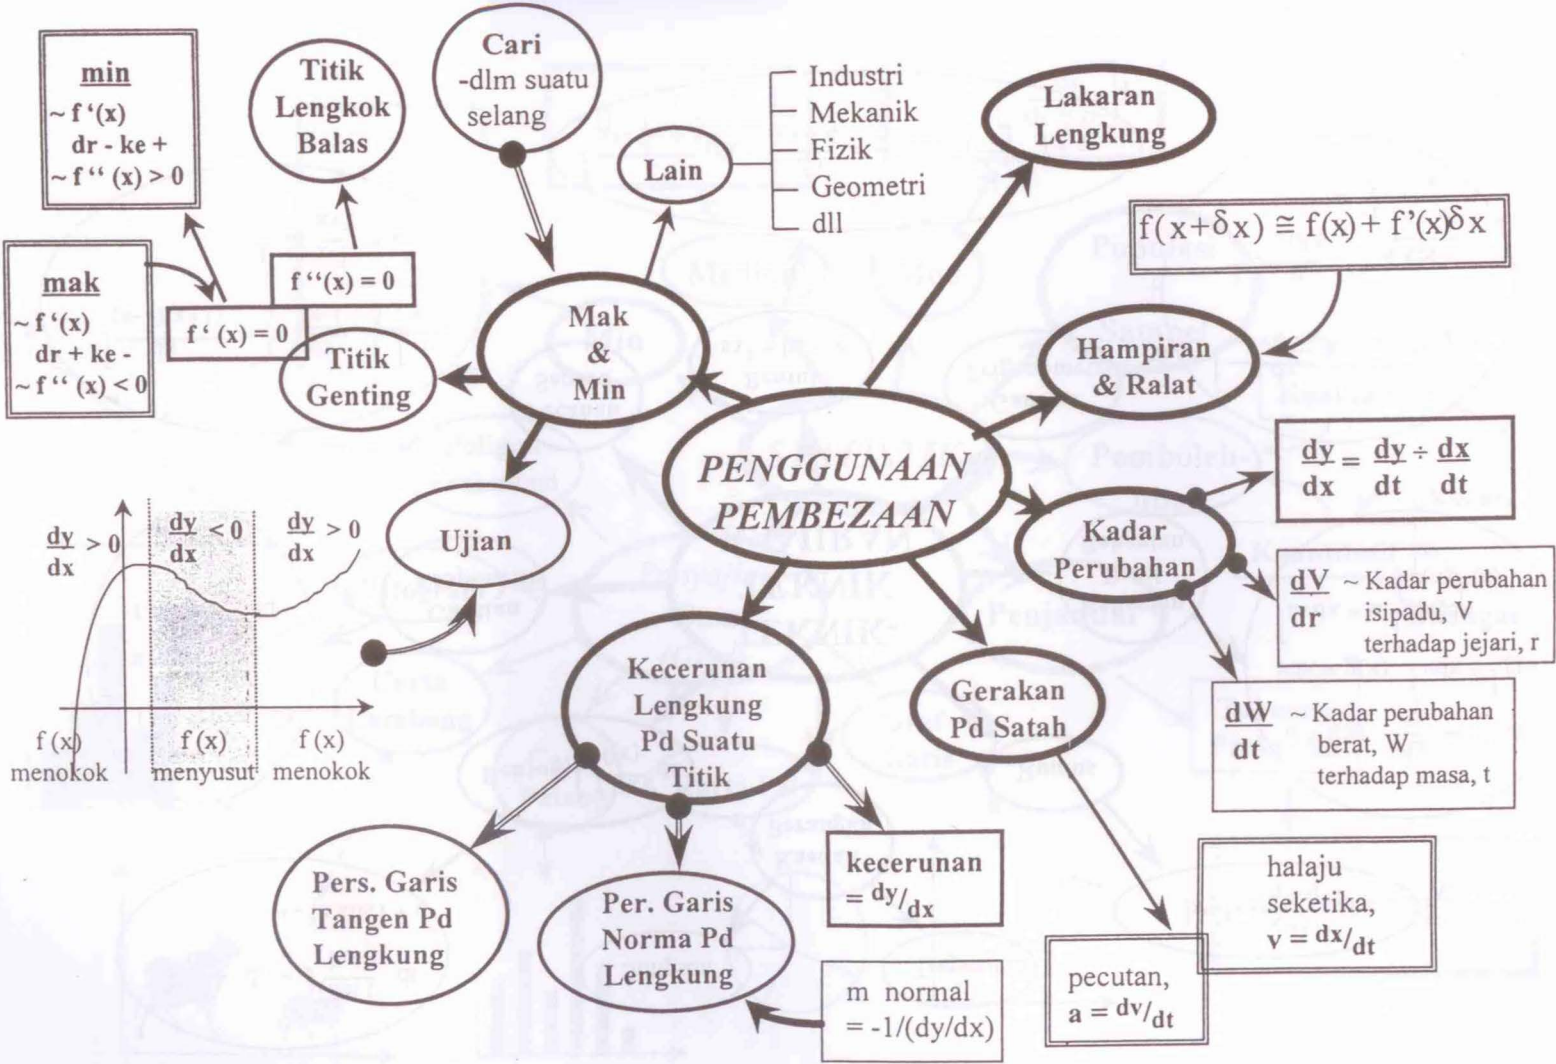 min
~ f ‘(x)
dr - ke +
~ f “ (x) > 0
mak
~ f ‘(x)
dr + ke -
~ f “ (x) < 0
Titik
Lengkok
Balas
f “(x) = 0
f ‘ (x) = 0
Titik
Genting
Cari
-dlm suatu
selang
Lain
Industri
Mekanik
Fizik
Geometri
dll
Mak
&
Min
Lakaran
Lengkung
f( x+δx) ≅ f(x) + f’(x)δx
Hampiran
& Ralat
PENGGUNAAN
PEMBEZAAN
dy/dx = dy/dt ÷ dx/dt
Kadar
Perubahan
dV/dr ~ Kadar perubahan
isipadu, V
terhadap jejari, r
dW/dt ~ Kadar perubahan
berat, W
terhadap masa, t
Ujian
dy/dx > 0
dy/dx < 0
dy/dx > 0
f (x)
menokok
f (x)
menyusut
f (x)
menokok
Kecerunan
Lengkung
Pd Suatu
Titik
Gerakan
Pd Satah
Pers. Garis
Tangen Pd
Lengkung
Per. Garis
Norma Pd
Lengkung
kecerunan
= dy/dx
m normal
= -1/(dy/dx)
halaju
seketika,
v = dx/dt
pecutan,
a = dv/dt